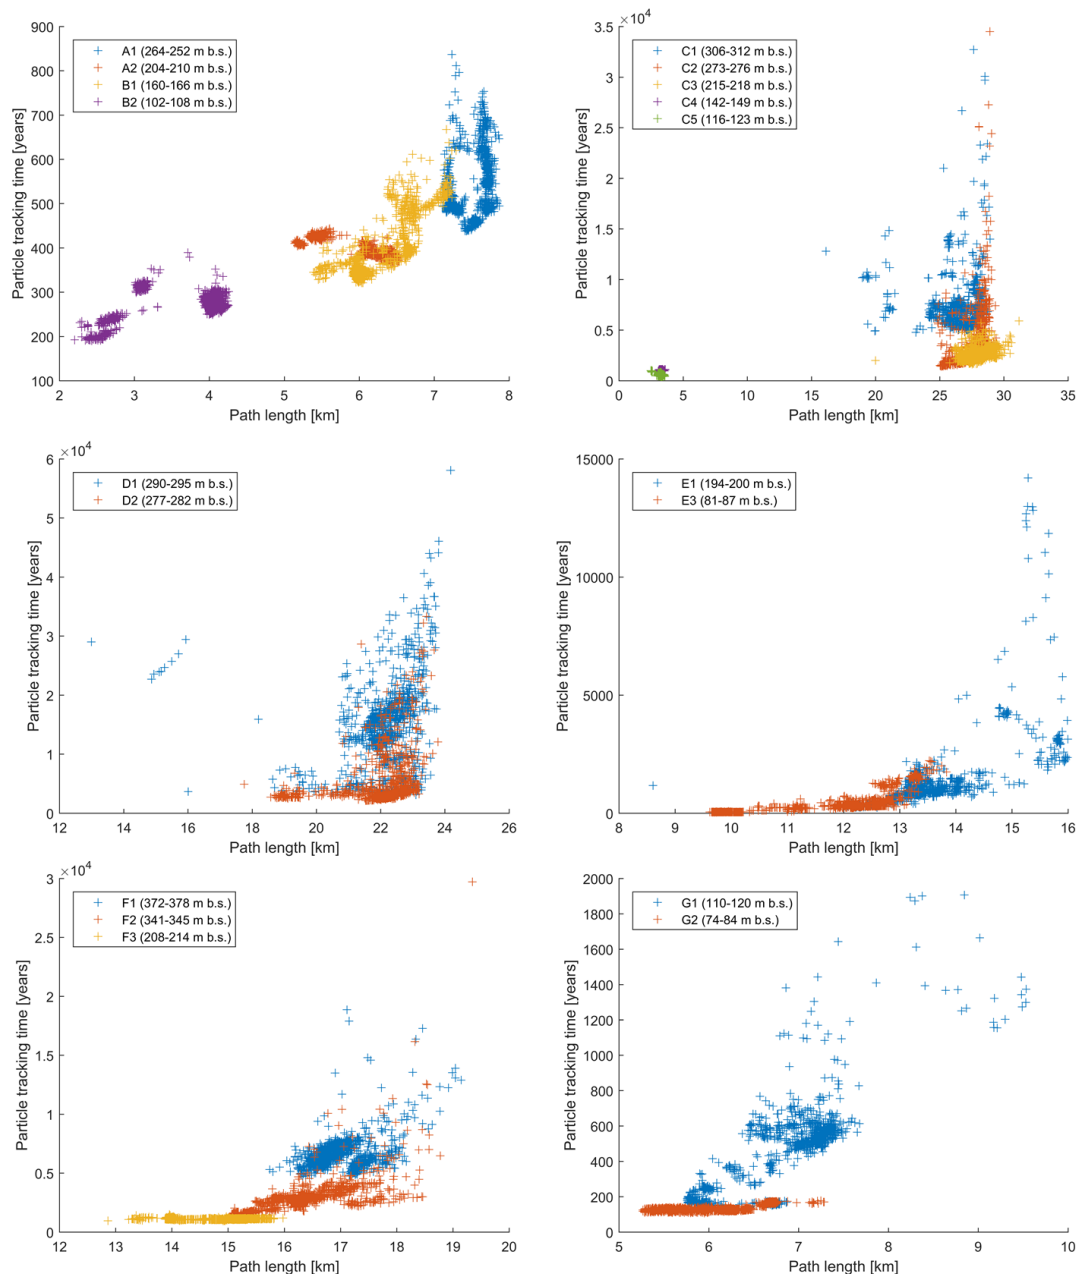 900
800
700
600
500
400
300
200
100
2 3 4 5 6 7 8
Particle tracking time [years]
Path length [km]
A1 (264-252 m b.s.)
A2 (204-210 m b.s.)
B1 (160-166 m b.s.)
B2 (102-108 m b.s.)
×10⁴
3.5
3
2.5
2
1.5
1
0.5
0
0 5 10 15 20 25 30 35
Particle tracking time [years]
Path length [km]
C1 (306-312 m b.s.)
C2 (273-276 m b.s.)
C3 (215-218 m b.s.)
C4 (142-149 m b.s.)
C5 (116-123 m b.s.)
×10⁴
6
5
4
3
2
1
0
12 14 16 18 20 22 24 26
Particle tracking time [years]
Path length [km]
D1 (290-295 m b.s.)
D2 (277-282 m b.s.)
15000
10000
5000
0
8 9 10 11 12 13 14 15 16
Particle tracking time [years]
Path length [km]
E1 (194-200 m b.s.)
E3 (81-87 m b.s.)
×10⁴
3
2.5
2
1.5
1
0.5
0
12 13 14 15 16 17 18 19 20
Particle tracking time [years]
Path length [km]
F1 (372-378 m b.s.)
F2 (341-345 m b.s.)
F3 (208-214 m b.s.)
2000
1800
1600
1400
1200
1000
800
600
400
200
0
5 6 7 8 9 10
Particle tracking time [years]
Path length [km]
G1 (110-120 m b.s.)
G2 (74-84 m b.s.)